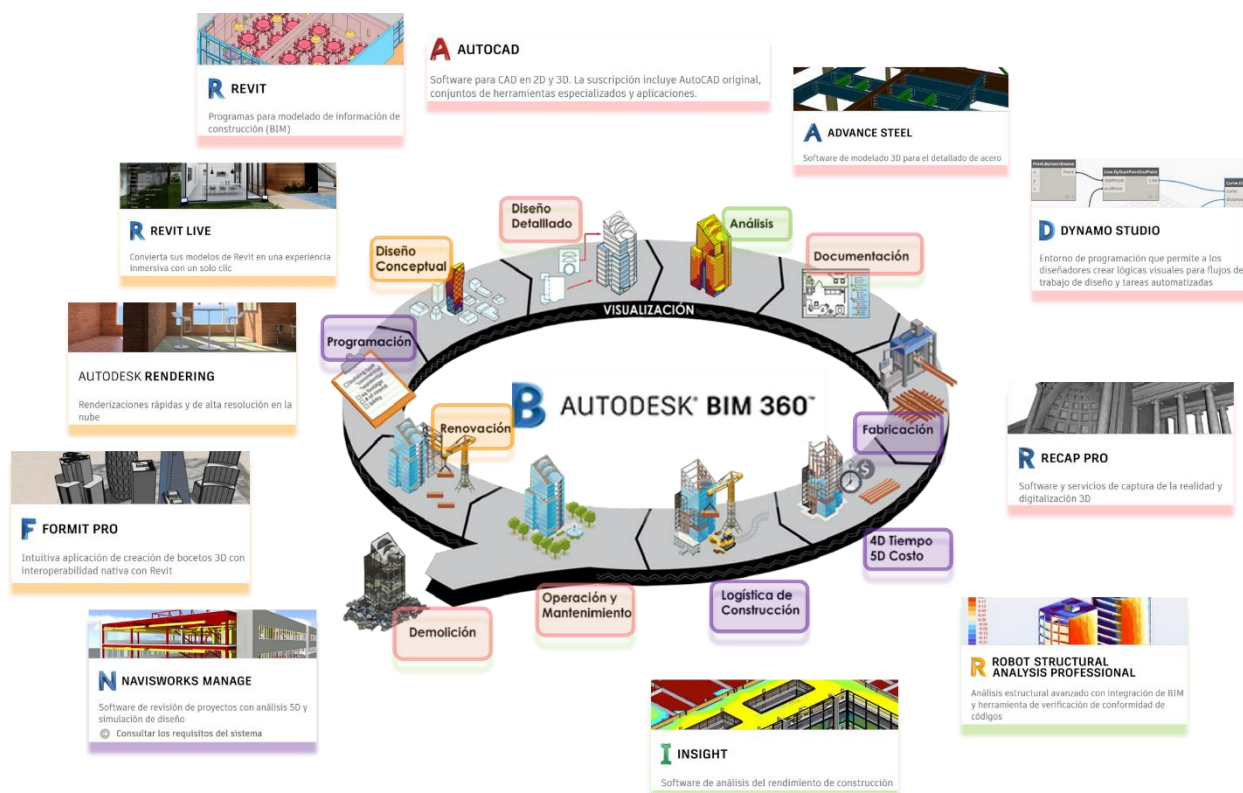 R REVIT
Programas para modelado de información de
construcción (BIM)
A AUTOCAD
Software para CAD en 2D y 3D. La suscripción incluye AutoCAD original,
conjuntos de herramientas especializados y aplicaciones.
A ADVANCE STEEL
Software de modelado 3D para el detallado de acero
R REVIT LIVE
Convierta sus modelos de Revit en una experiencia
inmersiva con un solo clic
D DYNAMO STUDIO
Entorno de programación que permite a los
diseñadores crear lógicas visuales para flujos de
trabajo de diseño y tareas automatizadas
Diseño
Detalllado
Análisis
Diseño
Conceptual
Documentación
VISUALIZACIÓN
Programación
AUTODESK RENDERING
Renderizaciones rápidas y de alta resolución en la
nube
B AUTODESK® BIM 360™
Renovación
Fabricación
R RECAP PRO
Software y servicios de captura de la realidad y
digitalización 3D
F FORMIT PRO
Intuitiva aplicación de creación de bocetos 3D con
interoperabilidad nativa con Revit
4D Tiempo
5D Costo
Operación y
Mantenimiento
Logística de
Construcción
Demolición
N NAVISWORKS MANAGE
Software de revisión de proyectos con análisis 5D y
simulación de diseño
Consultar los requisitos del sistema
R ROBOT STRUCTURAL
ANALYSIS PROFESSIONAL
Análisis estructural avanzado con integración de BIM
y herramienta de verificación de conformidad de
códigos
I INSIGHT
Software de análisis del rendimiento de construcción